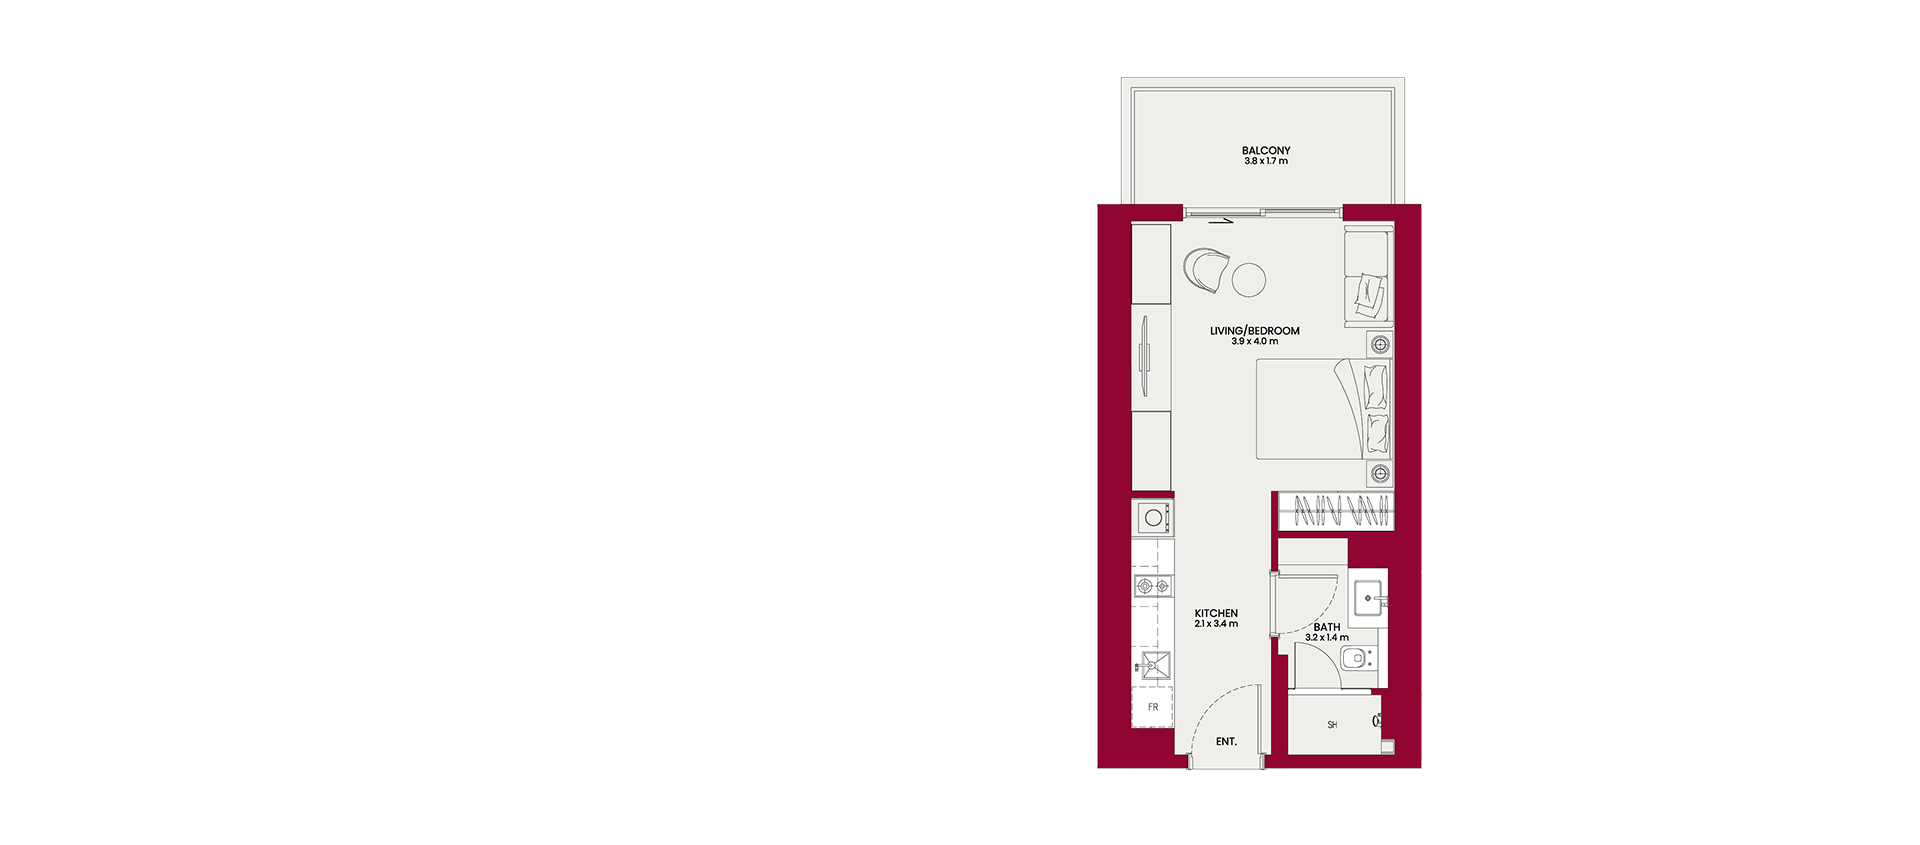 BALCONY
3.8 x 1.7 m
LIVING/BEDROOM
3.9 x 4.0 m
KITCHEN
2.1 x 3.4 m
BATH
3.2 x 1.4 m
FR
SH
ENT.